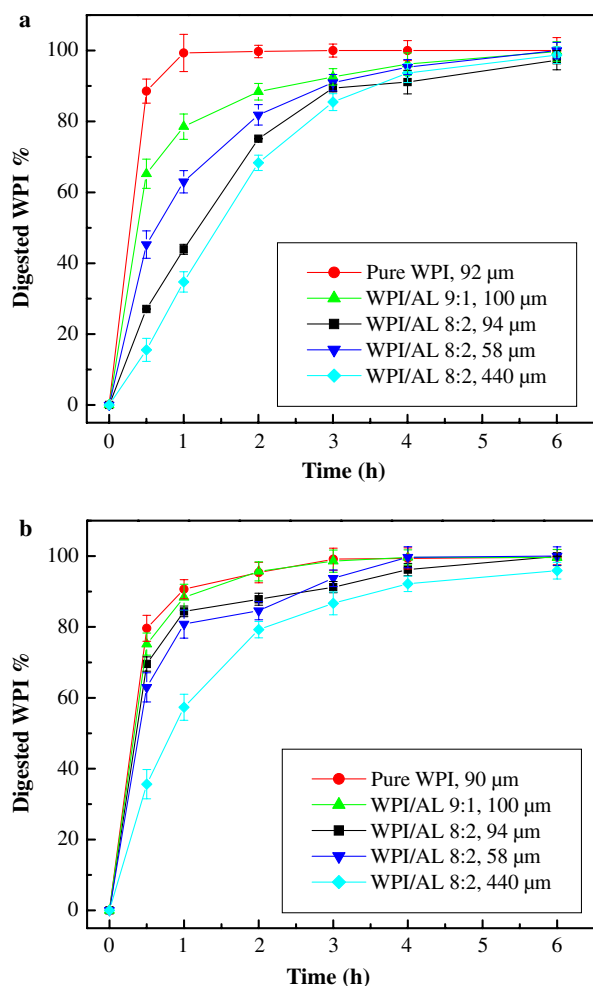 a
100
80
60
40
20
0
Digested WPI %
Pure WPI, 92 µm
WPI/AL 9:1, 100 µm
WPI/AL 8:2, 94 µm
WPI/AL 8:2, 58 µm
WPI/AL 8:2, 440 µm
0 1 2 3 4 5 6
Time (h)
b
100
80
60
40
20
0
Digested WPI %
Pure WPI, 90 µm
WPI/AL 9:1, 100 µm
WPI/AL 8:2, 94 µm
WPI/AL 8:2, 58 µm
WPI/AL 8:2, 440 µm
0 1 2 3 4 5 6
Time (h)